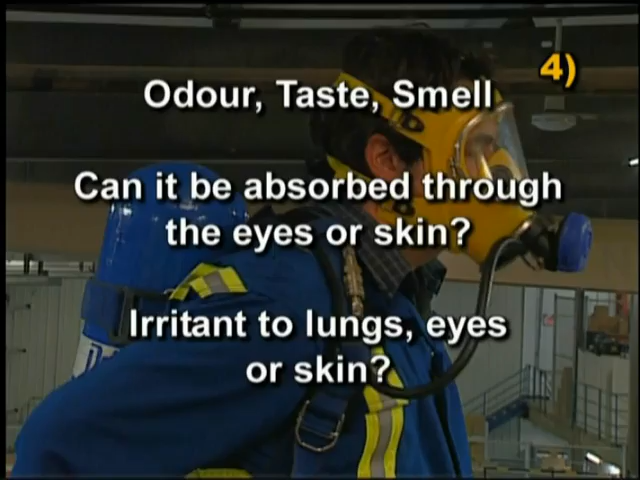 4)
Odour, Taste, Smell
Can it be absorbed through
the eyes or skin?
Irritant to lungs, eyes
or skin?